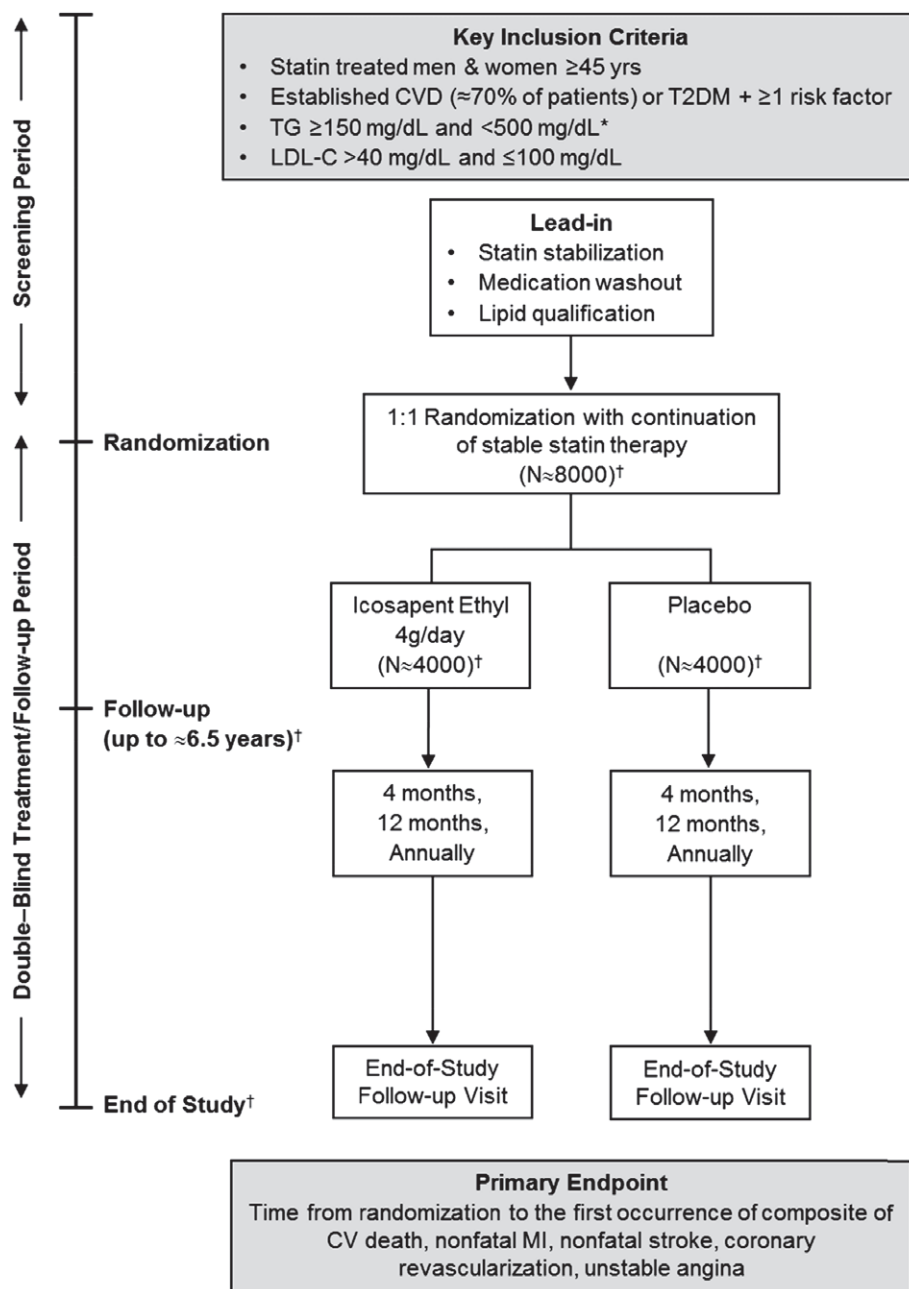 Key Inclusion Criteria
• Statin treated men & women ≥45 yrs
• Established CVD (≈70% of patients) or T2DM + ≥1 risk factor
• TG ≥150 mg/dL and <500 mg/dL*
• LDL-C >40 mg/dL and ≤100 mg/dL
Screening Period
Lead-in
• Statin stabilization
• Medication washout
• Lipid qualification
Randomization
1:1 Randomization with continuation
of stable statin therapy
(N≈8000)†
Double–Blind Treatment/Follow-up Period
Icosapent Ethyl
4g/day
(N≈4000)†
Placebo
(N≈4000)†
Follow-up
(up to ≈6.5 years)†
4 months,
12 months,
Annually
4 months,
12 months,
Annually
End-of-Study
Follow-up Visit
End-of-Study
Follow-up Visit
End of Study†
Primary Endpoint
Time from randomization to the first occurrence of composite of
CV death, nonfatal MI, nonfatal stroke, coronary
revascularization, unstable angina